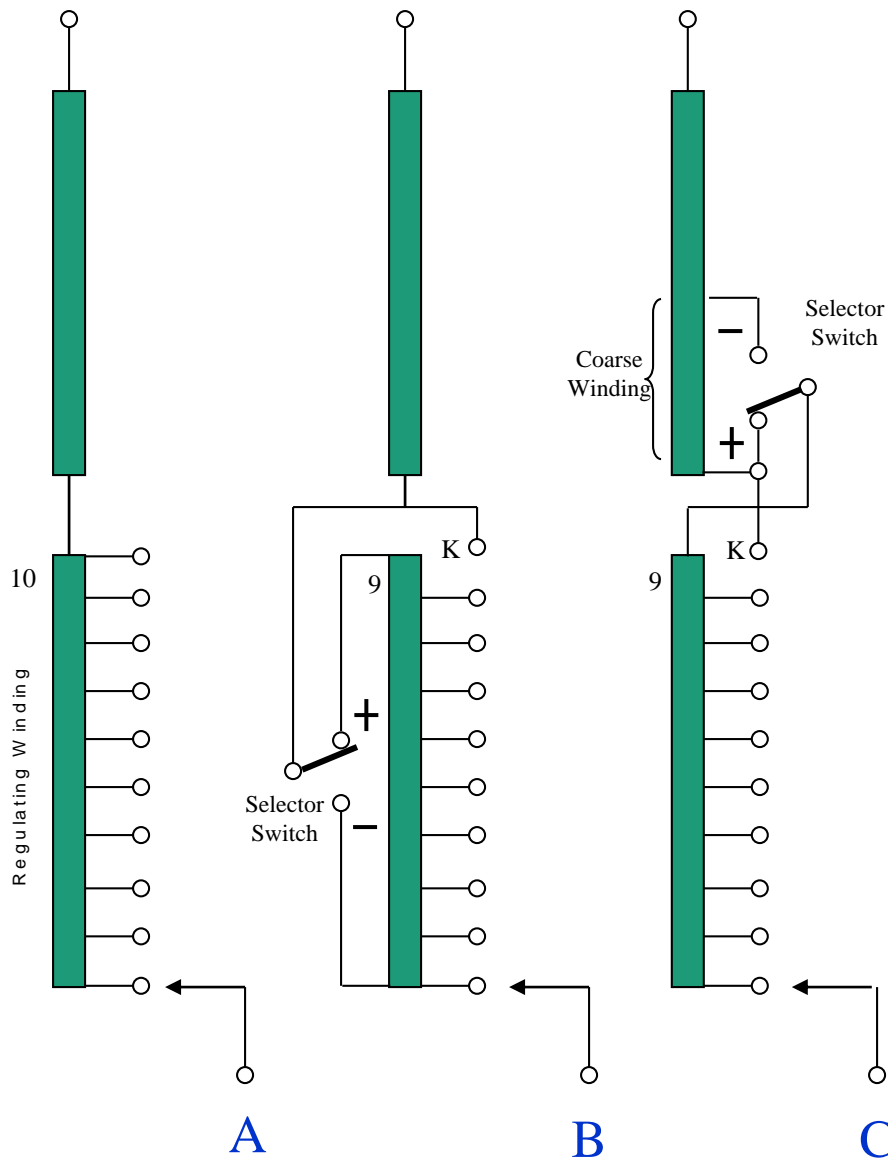 Selector
Switch
−
Coarse
Winding
+
K
K
10
9
9
Regulating Winding
+
Selector
Switch
−
A
B
C